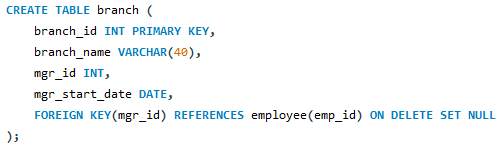 CREATE TABLE branch (
    branch_id INT PRIMARY KEY,
    branch_name VARCHAR(40),
    mgr_id INT,
    mgr_start_date DATE,
    FOREIGN KEY(mgr_id) REFERENCES employee(emp_id) ON DELETE SET NULL
);